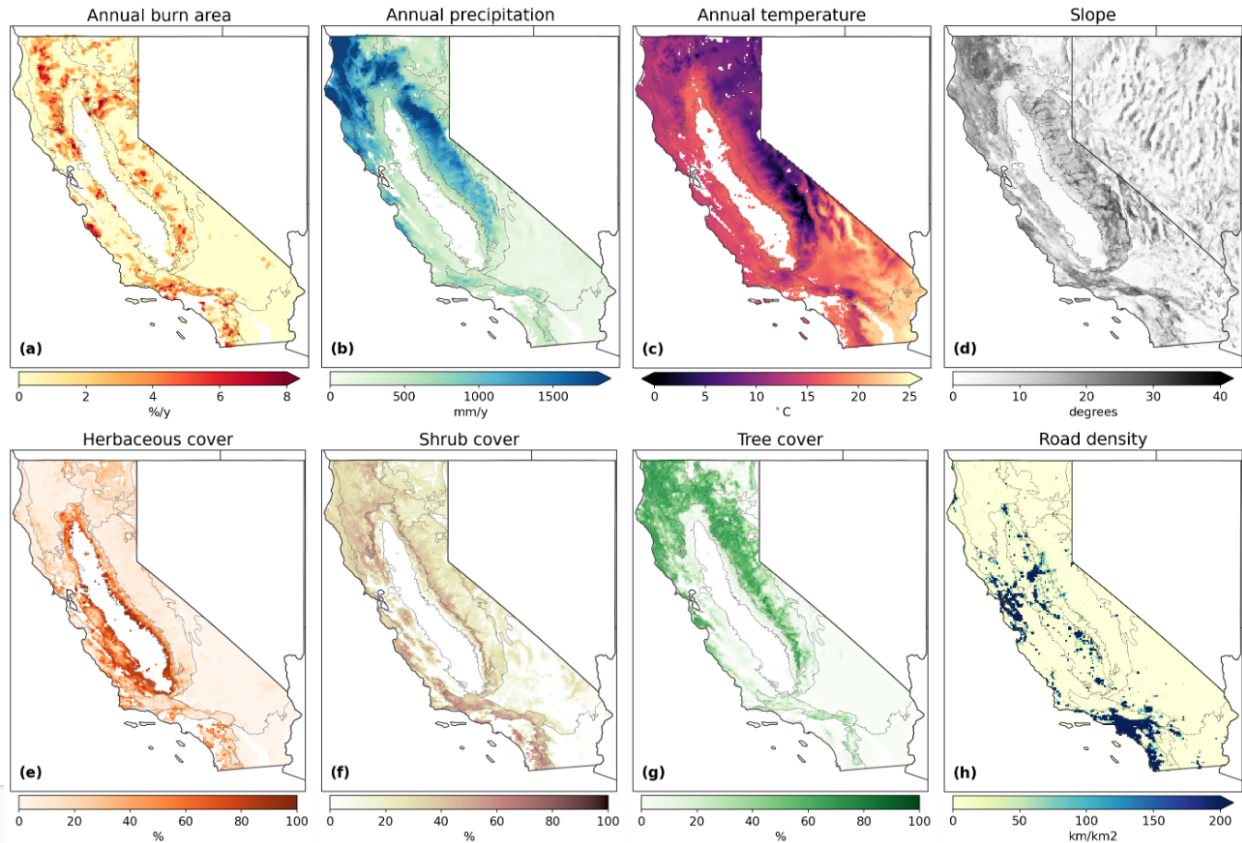 Annual burn area
Annual precipitation
Annual temperature
Slope
(a)
(b)
(c)
(d)
0 2 4 6 8
%/y
500 1000 1500
mm/y
0 5 10 15 20 25
°C
0 10 20 30 40
degrees
Herbaceous cover
Shrub cover
Tree cover
Road density
(e)
(f)
(g)
(h)
0 20 40 60 80 100
%
0 20 40 60 80 100
%
0 20 40 60 80 100
%
0 50 100 150 200
km/km2